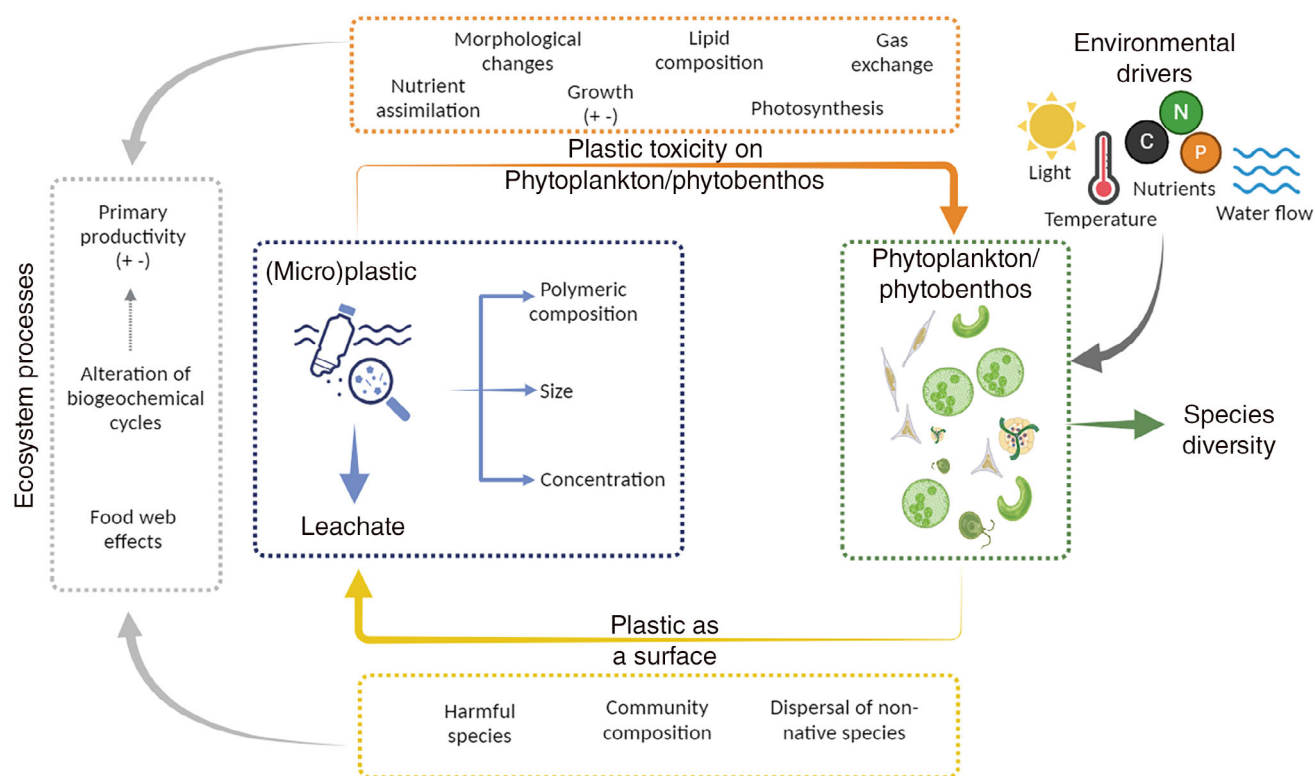 Morphological
changes
Lipid
composition
Gas
exchange
Nutrient
assimilation
Growth
(+ -)
Photosynthesis
Environmental
drivers
N
C
P
Light
Nutrients
Temperature
Water flow
Plastic toxicity on
Phytoplankton/phytobenthos
Ecosystem processes
Primary
productivity
(+ -)
Alteration of
biogeochemical
cycles
Food web
effects
(Micro)plastic
Polymeric
composition
Size
Concentration
Leachate
Phytoplankton/
phytobenthos
Species
diversity
Plastic as
a surface
Harmful
species
Community
composition
Dispersal of non-
native species